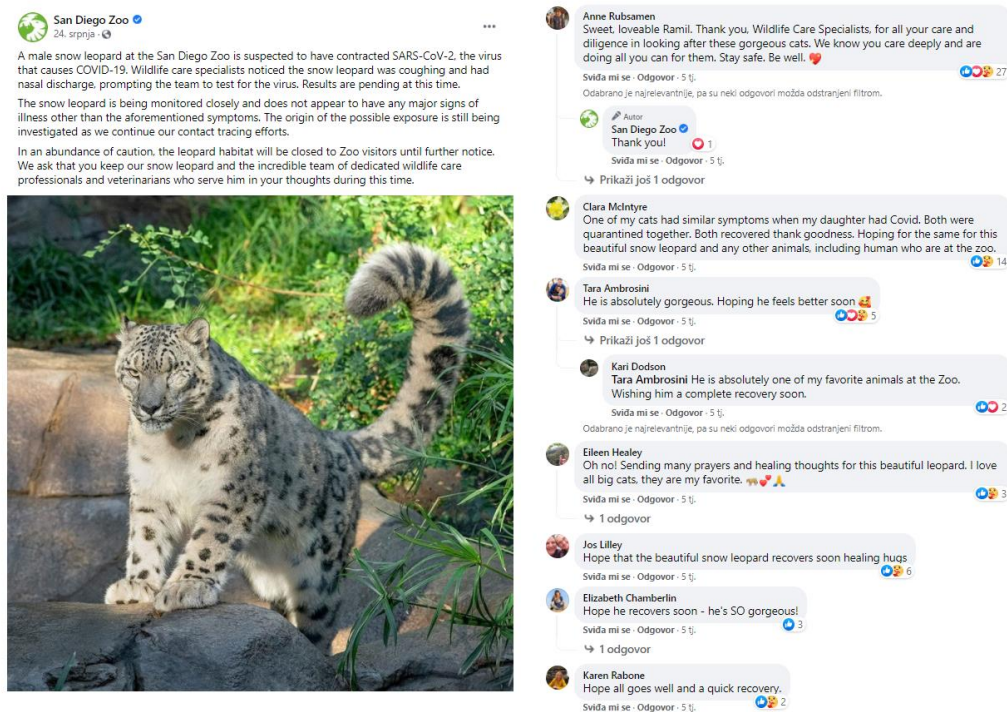 San Diego Zoo
24. srpnja ·
A male snow leopard at the San Diego Zoo is suspected to have contracted SARS-CoV-2, the virus
that causes COVID-19. Wildlife care specialists noticed the snow leopard was coughing and had
nasal discharge, prompting the team to test for the virus. Results are pending at this time.
The snow leopard is being monitored closely and does not appear to have any major signs of
illness other than the aforementioned symptoms. The origin of the possible exposure is still being
investigated as we continue our contact tracing efforts.
In an abundance of caution, the leopard habitat will be closed to Zoo visitors until further notice.
We ask that you keep our snow leopard and the incredible team of dedicated wildlife care
professionals and veterinarians who serve him in your thoughts during this time.
Anne Rubsamen
Sweet, loveable Ramil. Thank you, Wildlife Care Specialists, for all your care and
diligence in looking after these gorgeous cats. We know you care deeply and are
doing all you can for them. Stay safe. Be well. ❤️
27
Sviđa mi se · Odgovor · 5 tj.
Odabrano je najrelevantnije, pa su neki odgovori možda odstranjeni filtrom.
Autor
San Diego Zoo
Thank you!
1
Sviđa mi se · Odgovor · 5 tj.
Prikaži još 1 odgovor
Clara McIntyre
One of my cats had similar symptoms when my daughter had Covid. Both were
quarantined together. Both recovered thank goodness. Hoping for the same for this
beautiful snow leopard and any other animals, including human who are at the zoo.
14
Sviđa mi se · Odgovor · 5 tj.
Tara Ambrosini
He is absolutely gorgeous. Hoping he feels better soon 🥰
5
Sviđa mi se · Odgovor · 5 tj.
Prikaži još 1 odgovor
Kari Dodson
Tara Ambrosini He is absolutely one of my favorite animals at the Zoo.
Wishing him a complete recovery soon.
2
Sviđa mi se · Odgovor · 5 tj.
Odabrano je najrelevantnije, pa su neki odgovori možda odstranjeni filtrom.
Eileen Healey
Oh no! Sending many prayers and healing thoughts for this beautiful leopard. I love
all big cats, they are my favorite. 🐅💕🙏
3
Sviđa mi se · Odgovor · 5 tj.
1 odgovor
Jos Lilley
Hope that the beautiful snow leopard recovers soon healing hugs
6
Sviđa mi se · Odgovor · 5 tj.
Elizabeth Chamberlin
Hope he recovers soon - he's SO gorgeous!
3
Sviđa mi se · Odgovor · 5 tj.
1 odgovor
Karen Rabone
Hope all goes well and a quick recovery.
2
Sviđa mi se · Odgovor · 5 tj.